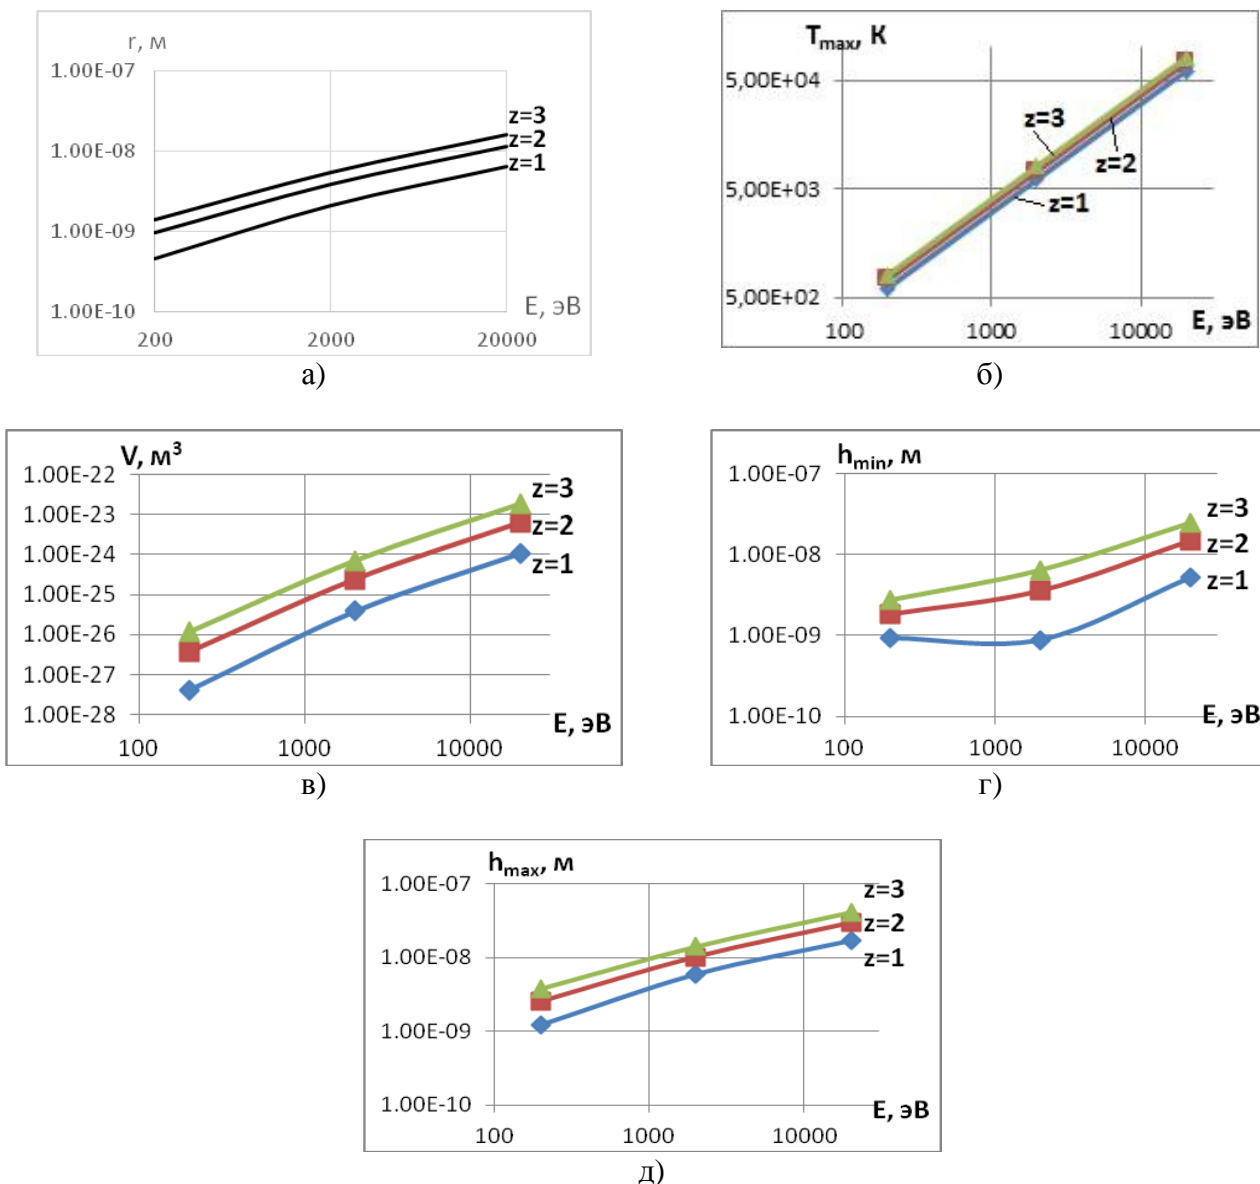 r, м
1.00E-07
1.00E-08
1.00E-09
1.00E-10
z=3
z=2
z=1
E, эВ
200
2000
20000
а)
Tmax, К
5,00E+04
5,00E+03
5,00E+02
z=3
z=2
z=1
100
1000
10000
E, эВ
б)
V, м³
1.00E-22
1.00E-23
1.00E-24
1.00E-25
1.00E-26
1.00E-27
1.00E-28
z=3
z=2
z=1
E, эВ
100
1000
10000
в)
hmin, м
1.00E-07
1.00E-08
1.00E-09
1.00E-10
z=3
z=2
z=1
E, эВ
100
1000
10000
г)
hmax, м
1.00E-07
1.00E-08
1.00E-09
1.00E-10
z=3
z=2
z=1
E, эВ
100
1000
10000
д)